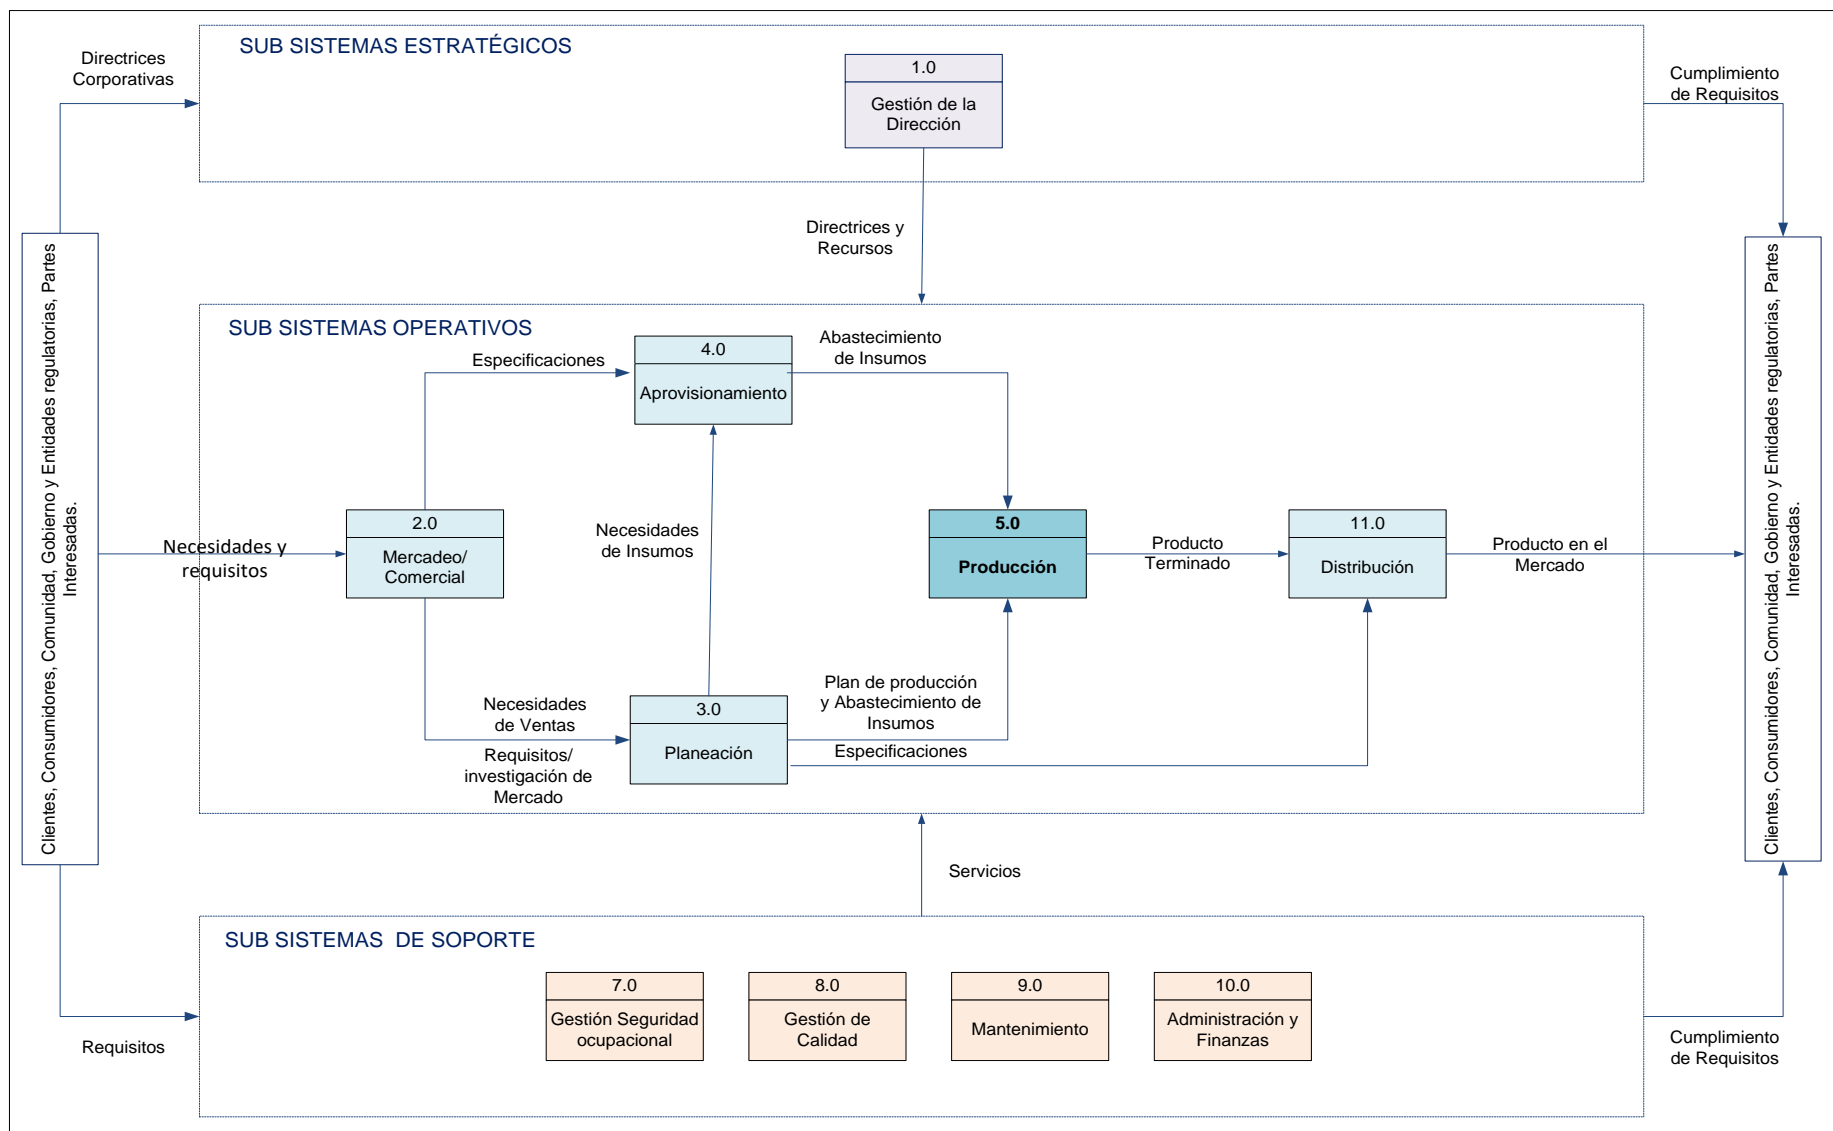 SUB SISTEMAS ESTRATÉGICOS
Directrices
Corporativas
1.0
Gestión de la
Dirección
Cumplimiento
de Requisitos
Directrices y
Recursos
Clientes, Consumidores, Comunidad, Gobierno y Entidades regulatorias, Partes
Interesadas.
SUB SISTEMAS OPERATIVOS
Especificaciones
4.0
Aprovisionamiento
Abastecimiento
de Insumos
Necesidades y
requisitos
2.0
Mercadeo/
Comercial
Necesidades
de Insumos
5.0
Producción
Producto
Terminado
11.0
Distribución
Producto en el
Mercado
Necesidades
de Ventas
Requisitos/
investigación de
Mercado
3.0
Planeación
Plan de producción
y Abastecimiento de
Insumos
Especificaciones
Clientes, Consumidores, Comunidad, Gobierno y Entidades regulatorias, Partes
Interesadas.
Servicios
SUB SISTEMAS  DE SOPORTE
7.0
Gestión Seguridad
ocupacional
8.0
Gestión de
Calidad
9.0
Mantenimiento
10.0
Administración y
Finanzas
Requisitos
Cumplimiento
de Requisitos